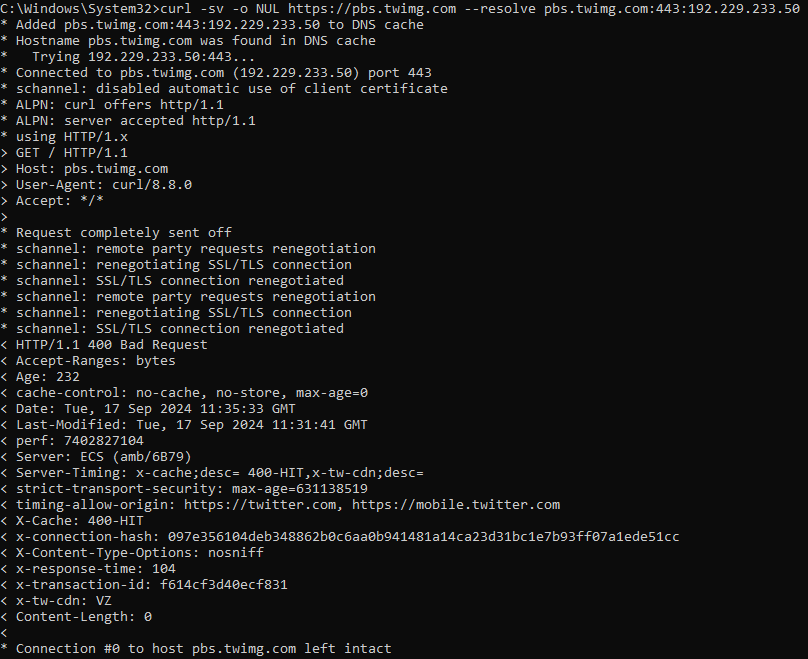 C:\Windows\System32>curl -sv -o NUL https://pbs.twimg.com --resolve pbs.twimg.com:443:192.229.233.50
* Added pbs.twimg.com:443:192.229.233.50 to DNS cache
* Hostname pbs.twimg.com was found in DNS cache
*   Trying 192.229.233.50:443...
* Connected to pbs.twimg.com (192.229.233.50) port 443
* schannel: disabled automatic use of client certificate
* ALPN: curl offers http/1.1
* ALPN: server accepted http/1.1
* using HTTP/1.x
> GET / HTTP/1.1
> Host: pbs.twimg.com
> User-Agent: curl/8.8.0
> Accept: */*
>
* Request completely sent off
* schannel: remote party requests renegotiation
* schannel: renegotiating SSL/TLS connection
* schannel: SSL/TLS connection renegotiated
* schannel: remote party requests renegotiation
* schannel: renegotiating SSL/TLS connection
* schannel: SSL/TLS connection renegotiated
< HTTP/1.1 400 Bad Request
< Accept-Ranges: bytes
< Age: 232
< cache-control: no-cache, no-store, max-age=0
< Date: Tue, 17 Sep 2024 11:35:33 GMT
< Last-Modified: Tue, 17 Sep 2024 11:31:41 GMT
< perf: 7402827104
< Server: ECS (amb/6B79)
< Server-Timing: x-cache;desc= 400-HIT,x-tw-cdn;desc=
< strict-transport-security: max-age=631138519
< timing-allow-origin: https://twitter.com, https://mobile.twitter.com
< X-Cache: 400-HIT
< x-connection-hash: 097e356104deb348862b0c6aa0b941481a14ca23d31bc1e7b93ff07a1ede51cc
< X-Content-Type-Options: nosniff
< x-response-time: 104
< x-transaction-id: f614cf3d40ecf831
< x-tw-cdn: VZ
< Content-Length: 0
<
* Connection #0 to host pbs.twimg.com left intact